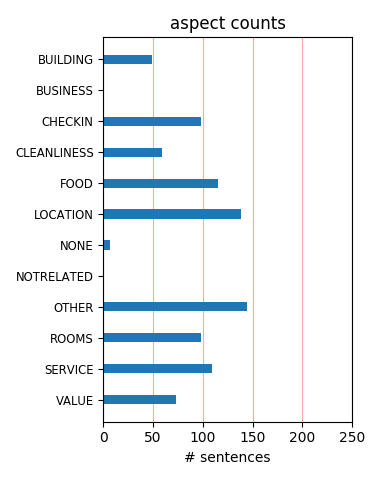 aspect counts
BUILDING
BUSINESS
CHECKIN
CLEANLINESS
FOOD
LOCATION
NONE
NOTRELATED
OTHER
ROOMS
SERVICE
VALUE
0 50 100 150 200 250
# sentences